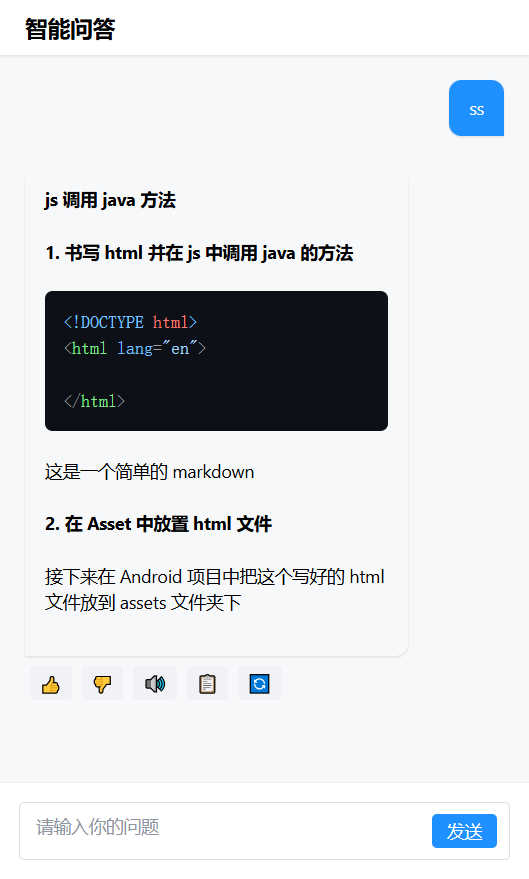 智能问答
ss
js 调用 java 方法
1. 书写 html 并在 js 中调用 java 的方法
<!DOCTYPE html>
<html lang="en">
</html>
这是一个简单的 markdown
2. 在 Asset 中放置 html 文件
接下来在 Android 项目中把这个写好的 html
文件放到 assets 文件夹下
请输入你的问题
发送